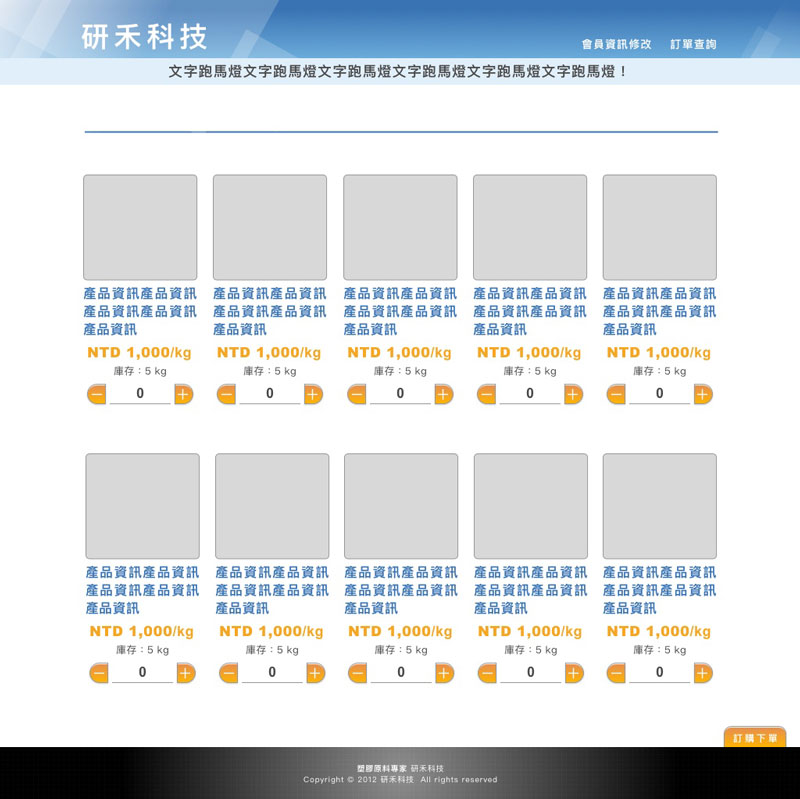 研禾科技
會員資訊修改 訂單查詢
文字跑馬燈文字跑馬燈文字跑馬燈文字跑馬燈文字跑馬燈文字跑馬燈！
產品資訊產品資訊 產品資訊產品資訊 產品資訊產品資訊 產品資訊產品資訊 產品資訊產品資訊
產品資訊產品資訊 產品資訊產品資訊 產品資訊產品資訊 產品資訊產品資訊 產品資訊產品資訊
產品資訊 產品資訊 產品資訊 產品資訊 產品資訊
NTD 1,000/kg NTD 1,000/kg NTD 1,000/kg NTD 1,000/kg NTD 1,000/kg
庫存：5 kg 庫存：5 kg 庫存：5 kg 庫存：5 kg 庫存：5 kg
− 0 + − 0 + − 0 + − 0 + − 0 +
產品資訊產品資訊 產品資訊產品資訊 產品資訊產品資訊 產品資訊產品資訊 產品資訊產品資訊
產品資訊產品資訊 產品資訊產品資訊 產品資訊產品資訊 產品資訊產品資訊 產品資訊產品資訊
產品資訊 產品資訊 產品資訊 產品資訊 產品資訊
NTD 1,000/kg NTD 1,000/kg NTD 1,000/kg NTD 1,000/kg NTD 1,000/kg
庫存：5 kg 庫存：5 kg 庫存：5 kg 庫存：5 kg 庫存：5 kg
− 0 + − 0 + − 0 + − 0 + − 0 +
訂購下單
塑膠原料專家 研禾科技
Copyright © 2012 研禾科技 All rights reserved